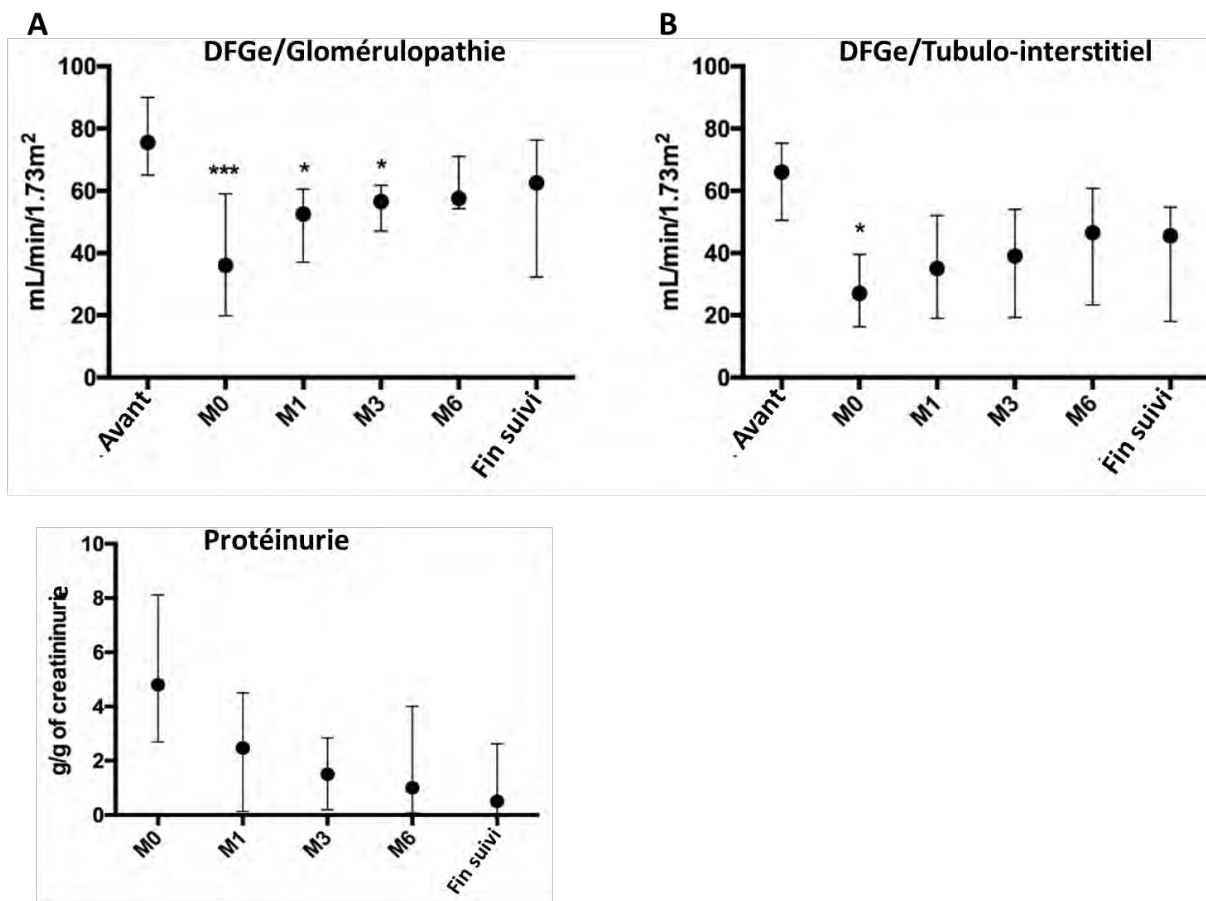 A
B
DFGe/Glomérulopathie
DFGe/Tubulo-interstitiel
mL/min/1.73m²
100
80
60
40
20
0
***
*
*
Avant
M0
M1
M3
M6
Fin suivi
mL/min/1.73m²
100
80
60
40
20
0
*
Avant
M0
M1
M3
M6
Fin suivi
Protéinurie
g/g of creatininurie
10
8
6
4
2
0
M0
M1
M3
M6
Fin suivi